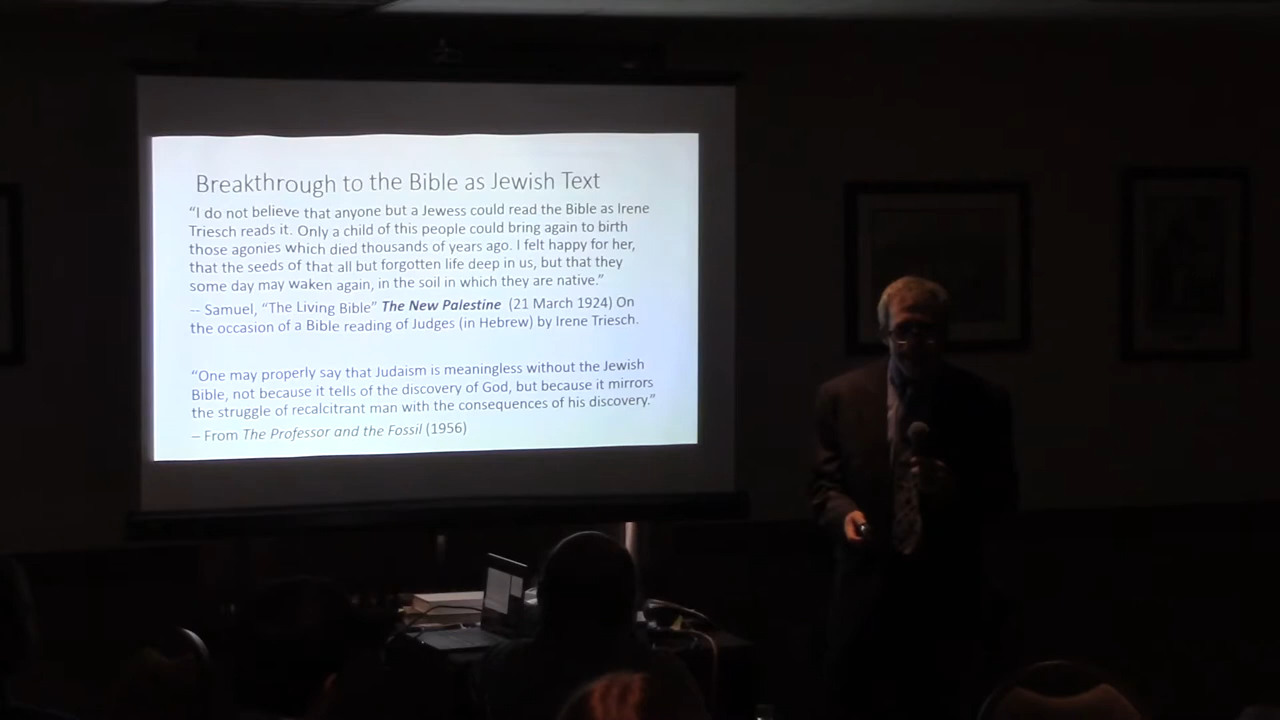 Breakthrough to the Bible as Jewish Text
“I do not believe that anyone but a Jewess could read the Bible as Irene
Triesch reads it. Only a child of this people could bring again to birth
those agonies which died thousands of years ago. I felt happy for her,
that the seeds of that all but forgotten life deep in us, but that they
some day may waken again, in the soil in which they are native.”
-- Samuel, “The Living Bible” The New Palestine (21 March 1924) On
the occasion of a Bible reading of Judges (in Hebrew) by Irene Triesch.
“One may properly say that Judaism is meaningless without the Jewish
Bible, not because it tells of the discovery of God, but because it mirrors
the struggle of recalcitrant man with the consequences of his discovery.”
– From The Professor and the Fossil (1956)